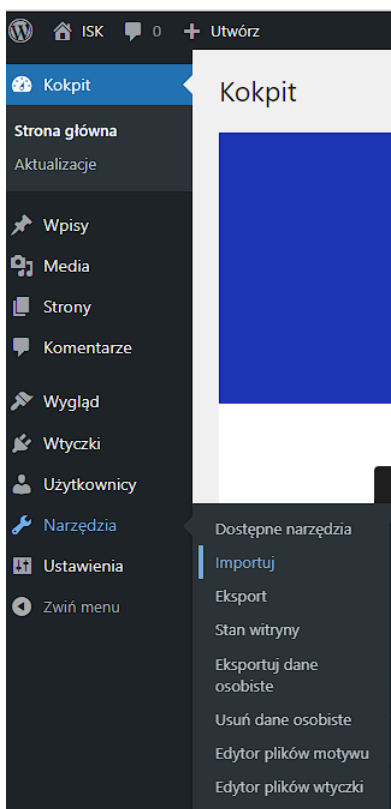 ISK 0 + Utwórz
Kokpit
Kokpit
Strona główna
Aktualizacje
Wpisy
Media
Strony
Komentarze
Wygląd
Wtyczki
Użytkownicy
Narzędzia
Ustawienia
Zwiń menu
Dostępne narzędzia
Importuj
Eksport
Stan witryny
Eksportuj dane
osobiste
Usuń dane osobiste
Edytor plików motywu
Edytor plików wtyczki